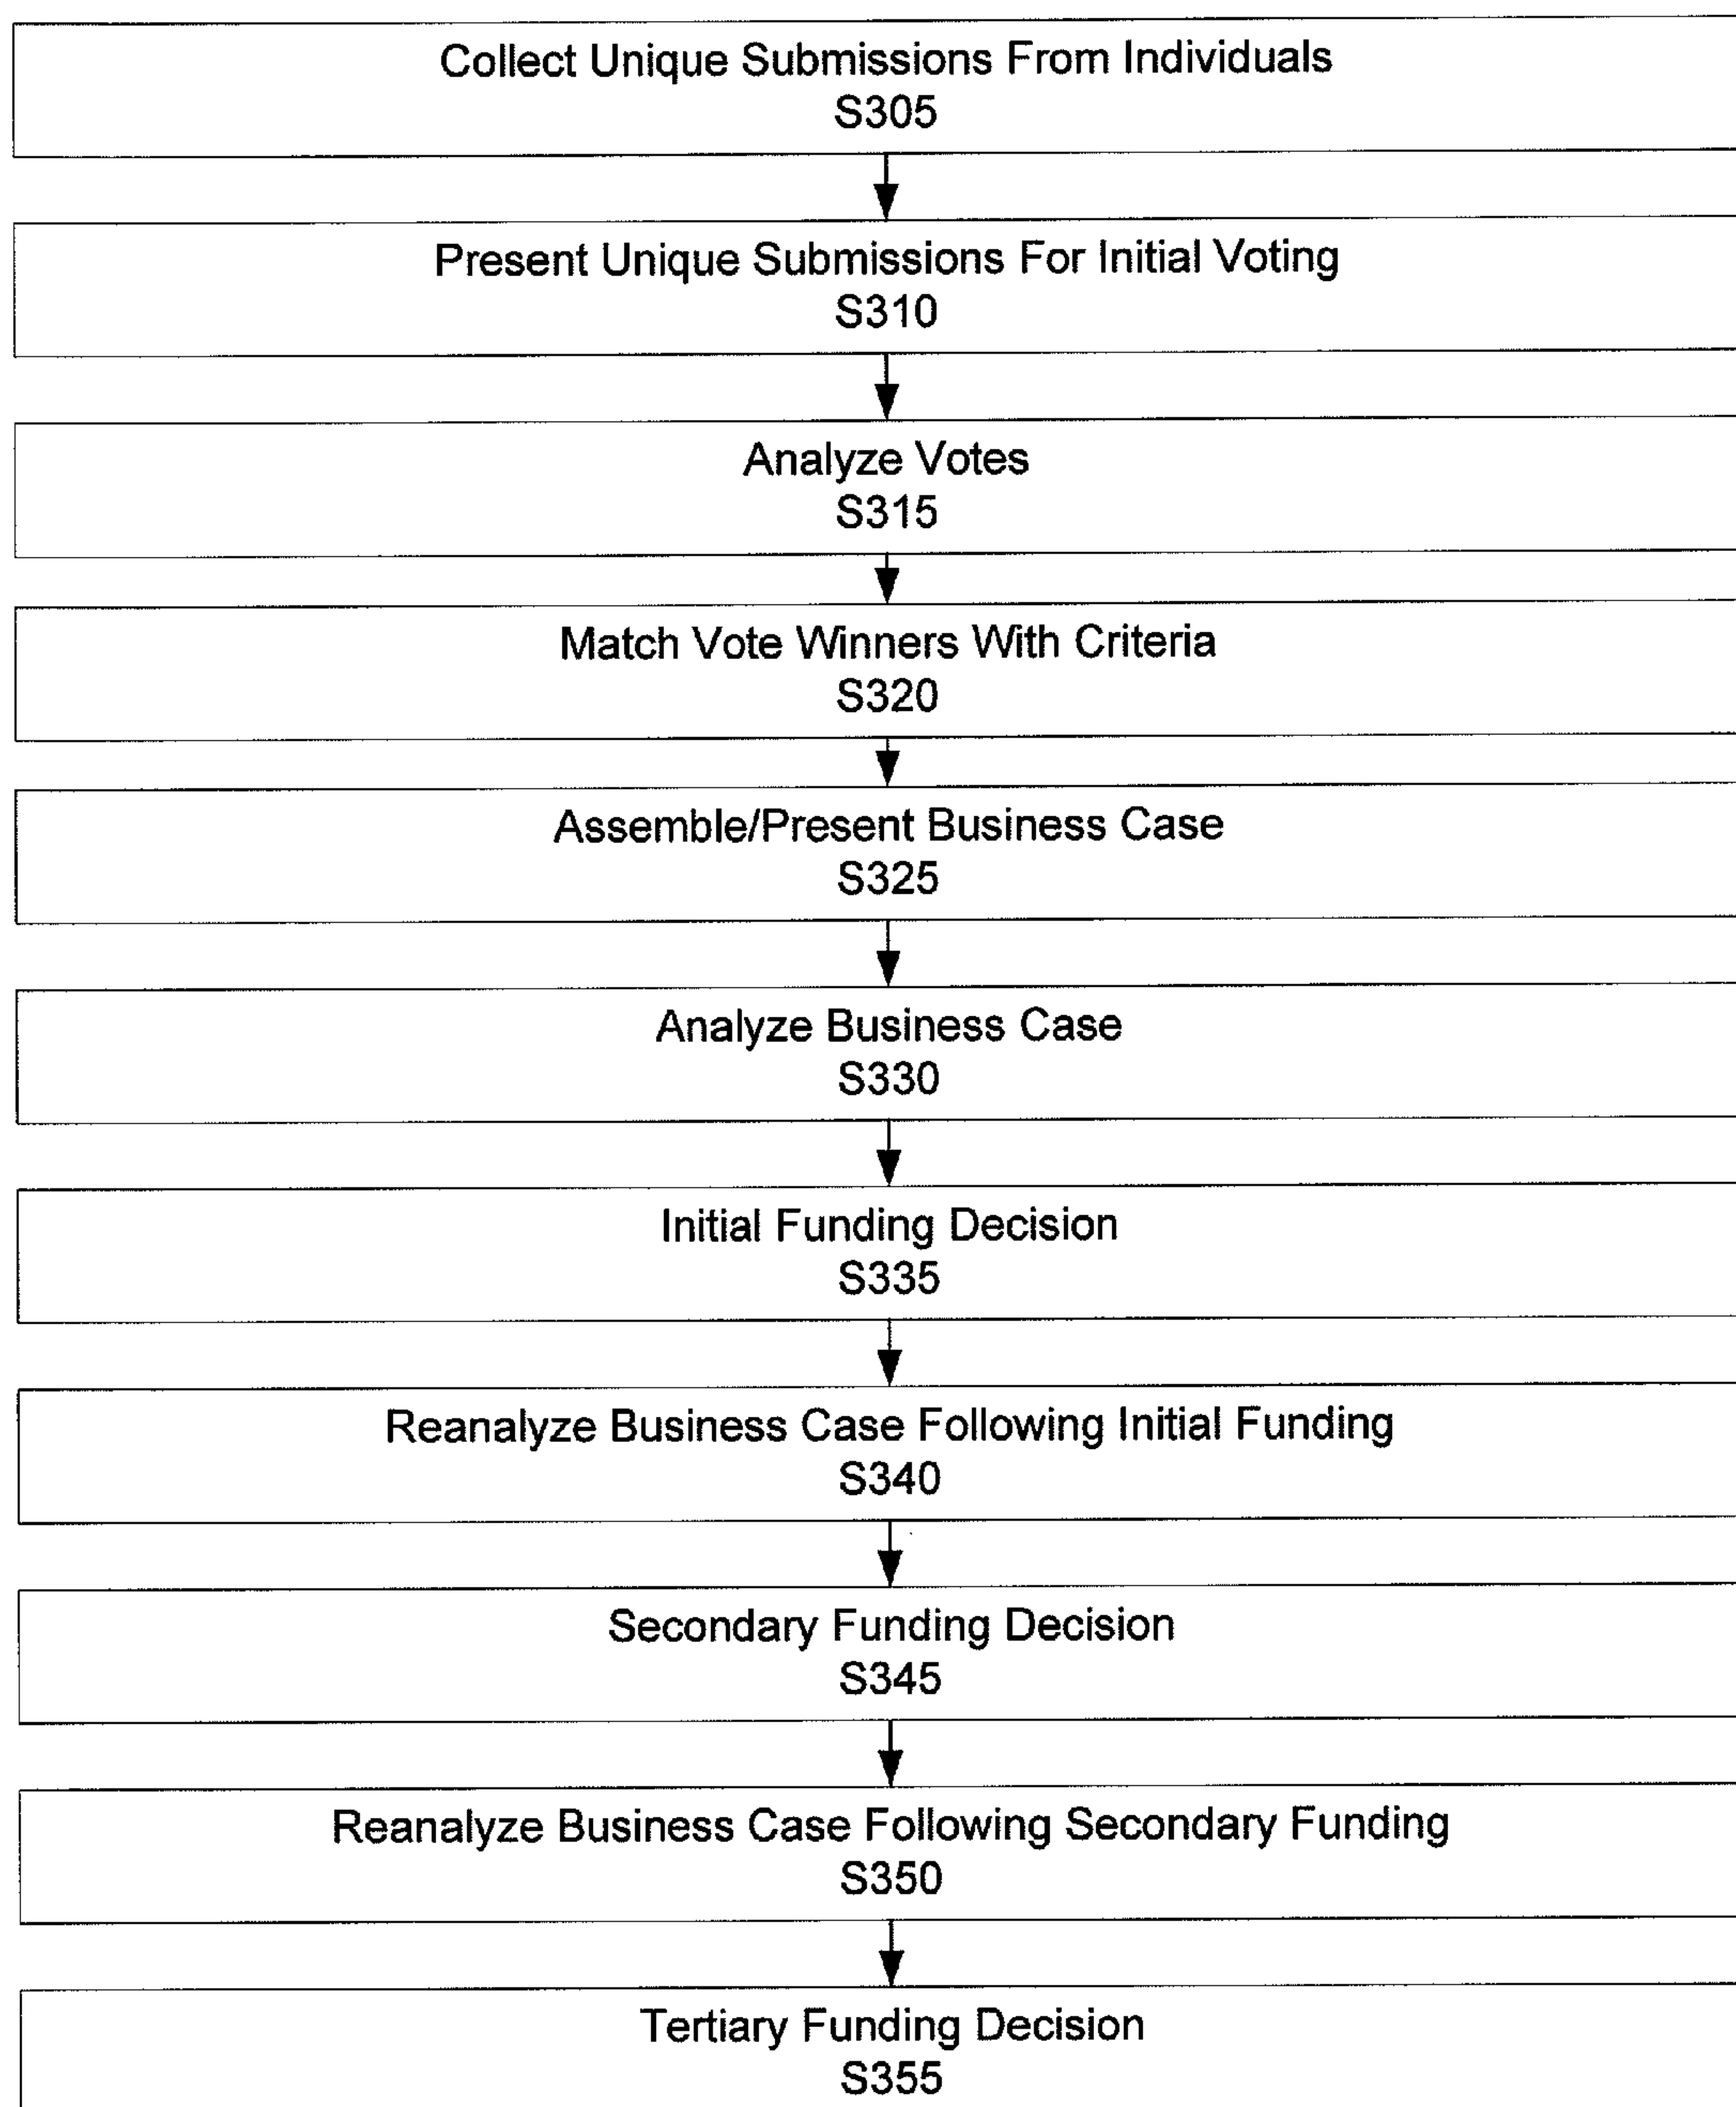 Collect Unique Submissions From Individuals
S305
Present Unique Submissions For Initial Voting
S310
Analyze Votes
S315
Match Vote Winners With Criteria
S320
Assemble/Present Business Case
S325
Analyze Business Case
S330
Initial Funding Decision
S335
Reanalyze Business Case Following Initial Funding
S340
Secondary Funding Decision
S345
Reanalyze Business Case Following Secondary Funding
S350
Tertiary Funding Decision
S355